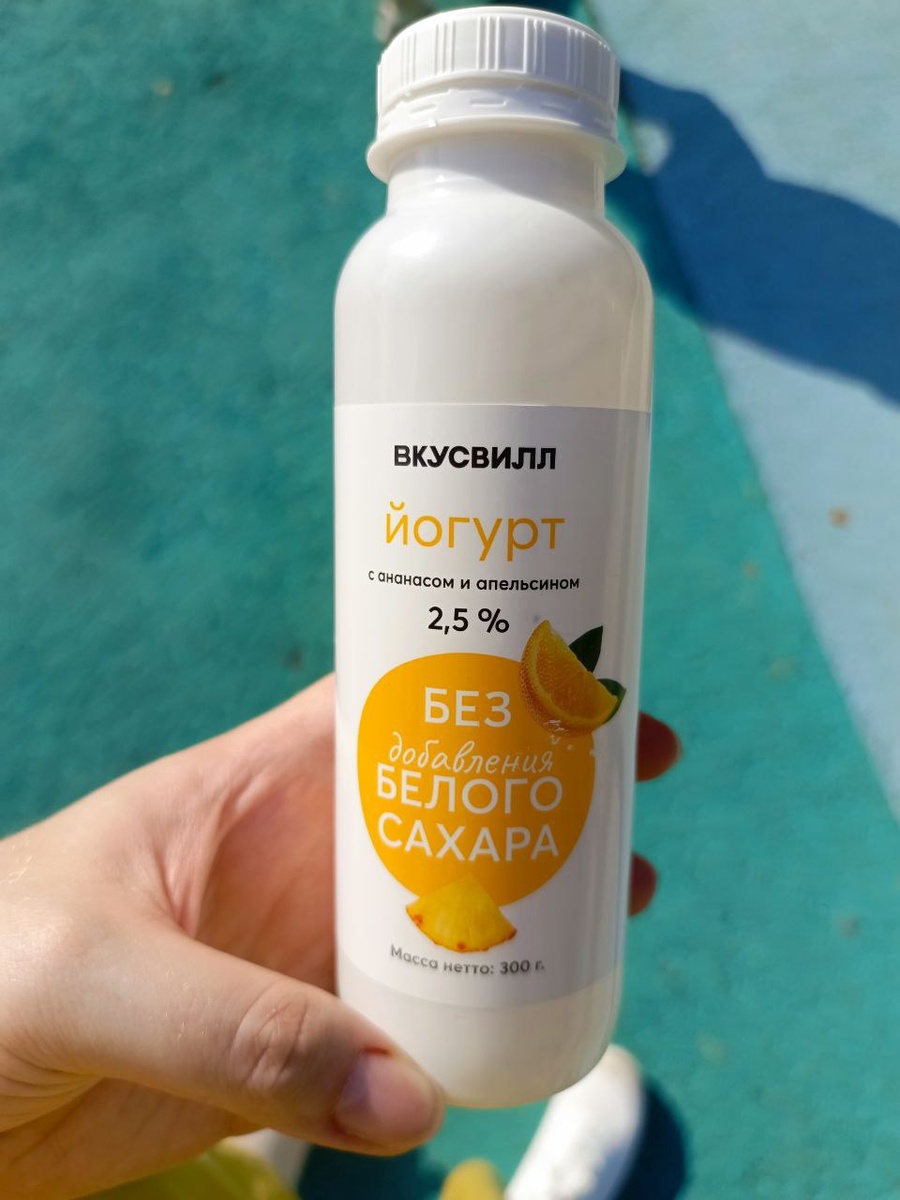 ВКУСВИЛЛ
йогурт
с ананасом и апельсином
2,5 %
БЕЗ
добавления
БЕЛОГО
САХАРА
Масса нетто: 300 г.